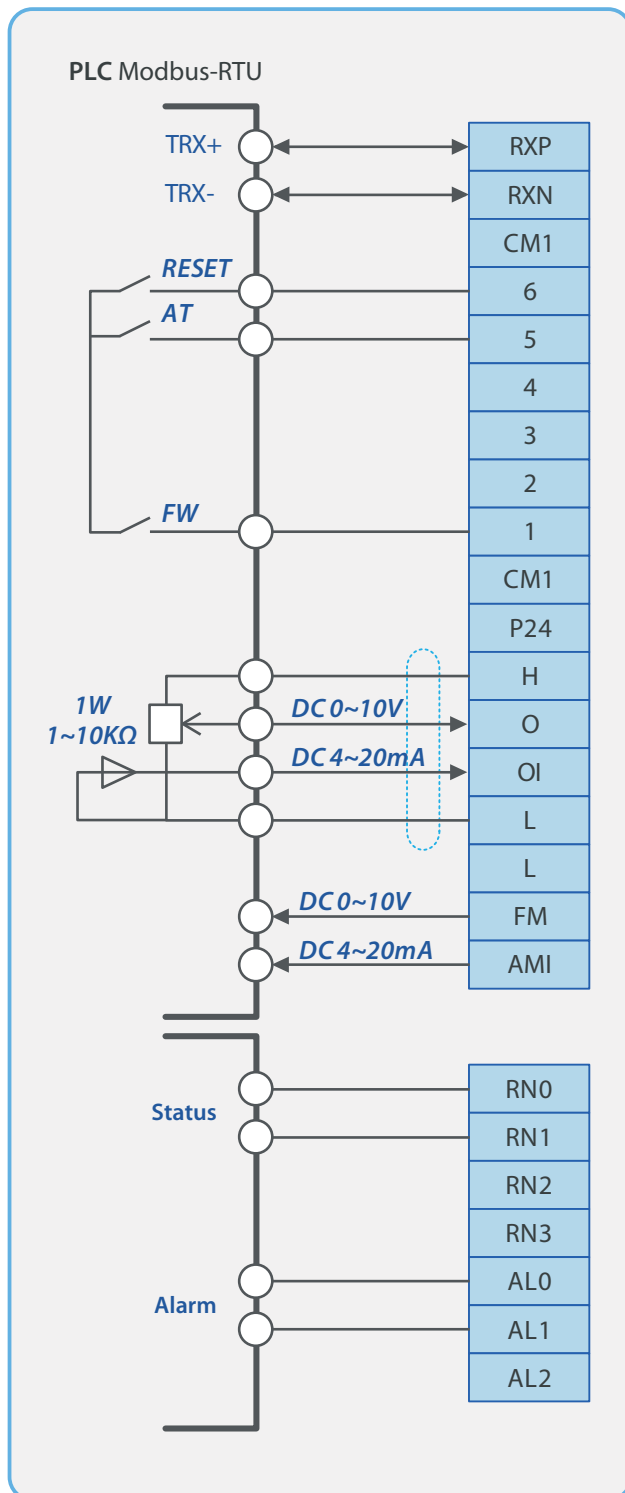 PLC Modbus-RTU
TRX+ RXP
TRX- RXN
CM1
RESET 6
AT 5
4
3
2
FW 1
CM1
P24
H
1W
1~10KΩ
DC 0~10V O
DC 4~20mA OI
L
L
DC 0~10V FM
DC 4~20mA AMI
RN0
Status
RN1
RN2
RN3
AL0
Alarm
AL1
AL2